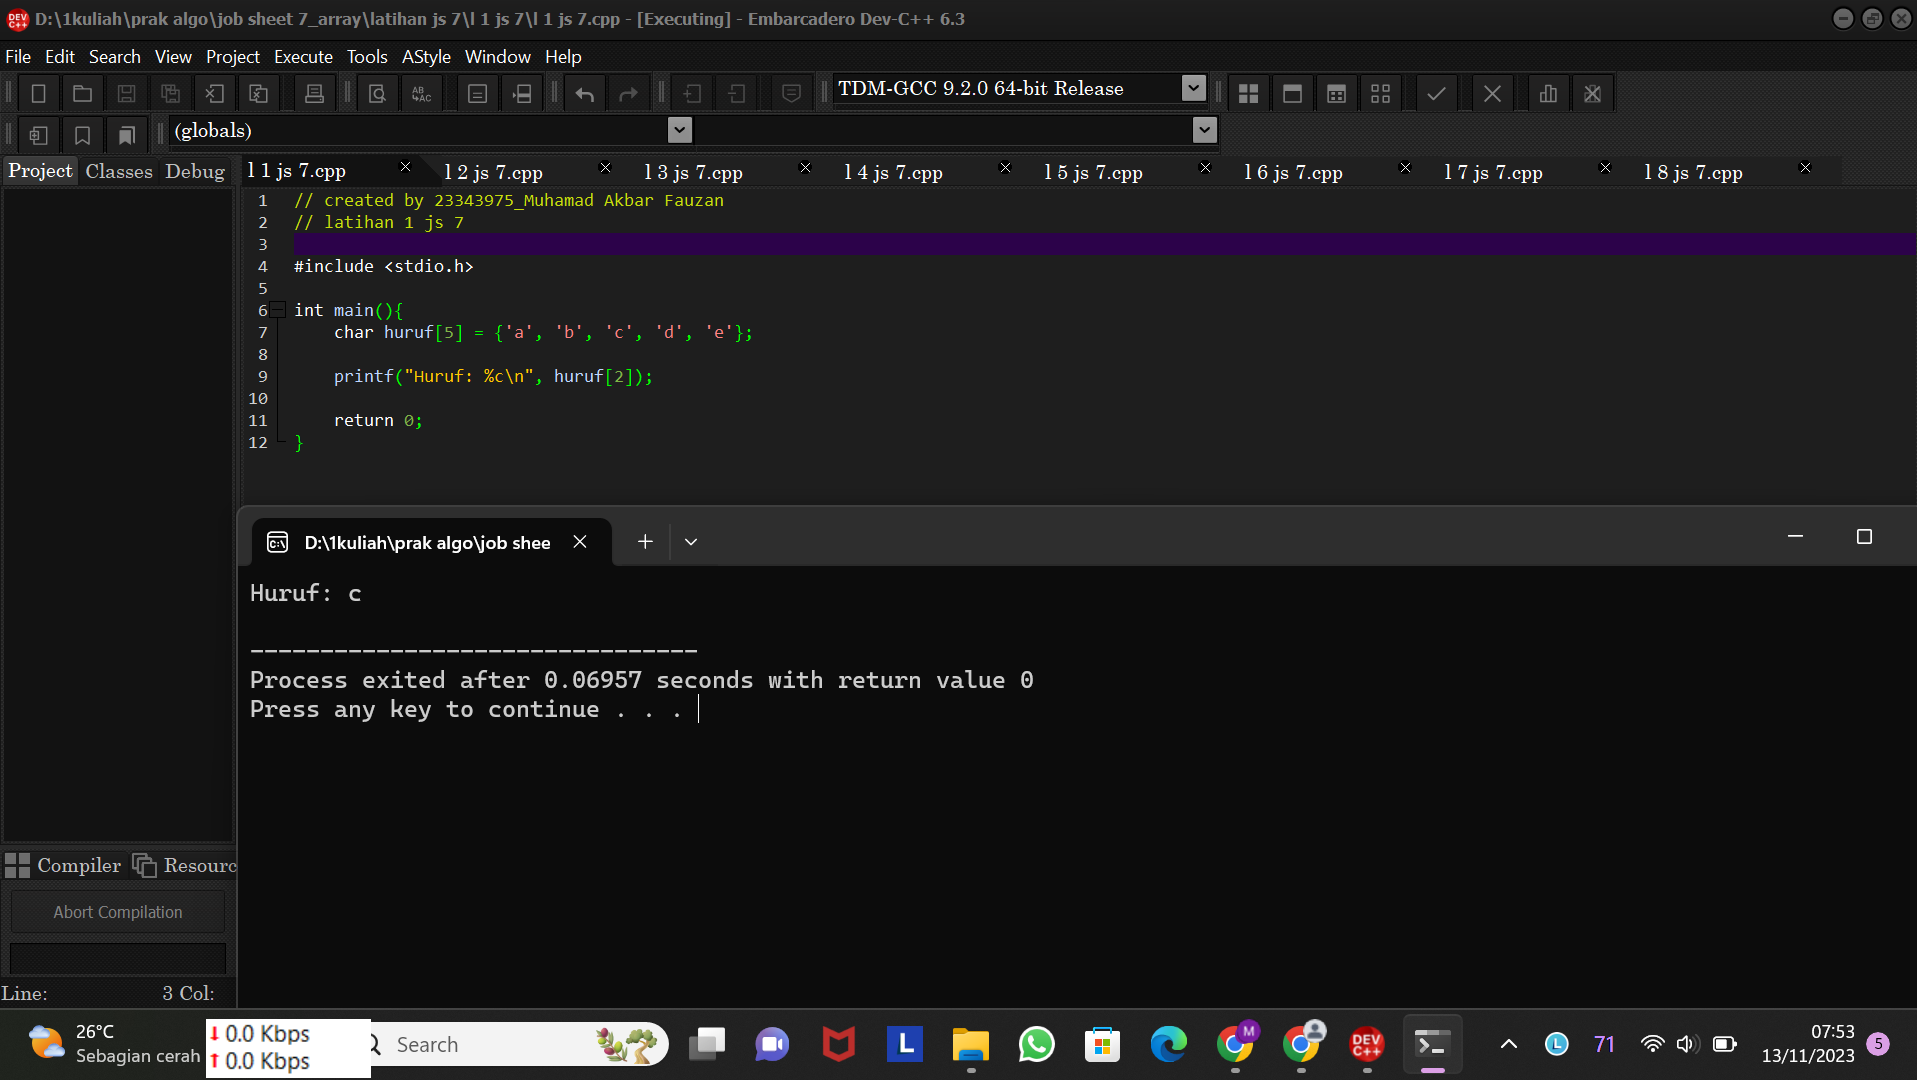 D:\1kuliah\prak algo\job sheet 7_array\latihan js 7\l 1 js 7\l 1 js 7.cpp - [Executing] - Embarcadero Dev-C++ 6.3
File Edit Search View Project Execute Tools AStyle Window Help
TDM-GCC 9.2.0 64-bit Release
(globals)
Project Classes Debug
l 1 js 7.cpp l 2 js 7.cpp l 3 js 7.cpp l 4 js 7.cpp l 5 js 7.cpp l 6 js 7.cpp l 7 js 7.cpp l 8 js 7.cpp
1 // created by 23343975_Muhamad Akbar Fauzan
2 // latihan 1 js 7
3
4 #include <stdio.h>
5
6 int main(){
7 char huruf[5] = {'a', 'b', 'c', 'd', 'e'};
8
9 printf("Huruf: %c\n", huruf[2]);
10
11 return 0;
12 }
D:\1kuliah\prak algo\job shee
Huruf: c
--------------------------------
Process exited after 0.06957 seconds with return value 0
Press any key to continue . . .
Compiler Resourc
Abort Compilation
Line: 3 Col:
26°C
Sebagian cerah
0.0 Kbps
0.0 Kbps
Search
L
M
DEV
C++
L
71
07:53
13/11/2023
5